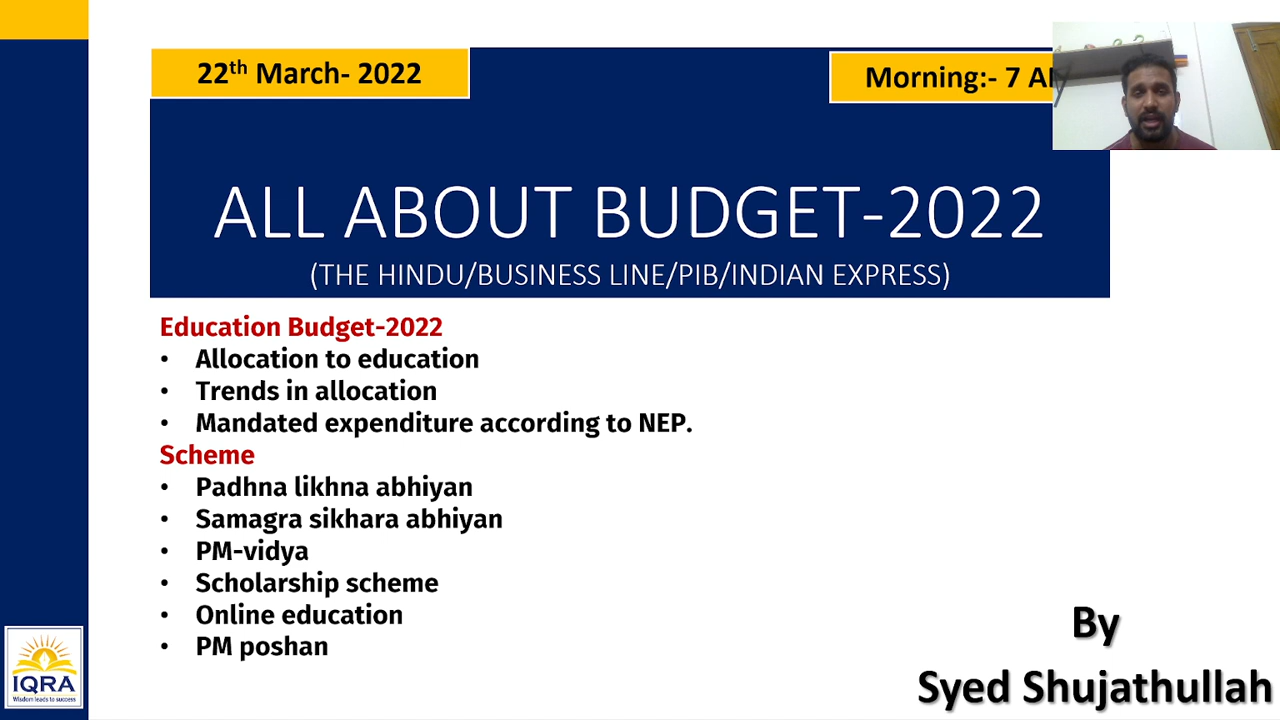 22th March- 2022
Morning:- 7 A
ALL ABOUT BUDGET-2022
(THE HINDU/BUSINESS LINE/PIB/INDIAN EXPRESS)
Education Budget-2022
• Allocation to education
• Trends in allocation
• Mandated expenditure according to NEP.
Scheme
• Padhna likhna abhiyan
• Samagra sikhara abhiyan
• PM-vidya
• Scholarship scheme
• Online education
• PM poshan
By
Syed Shujathullah
IQRA
Wisdom leads to success